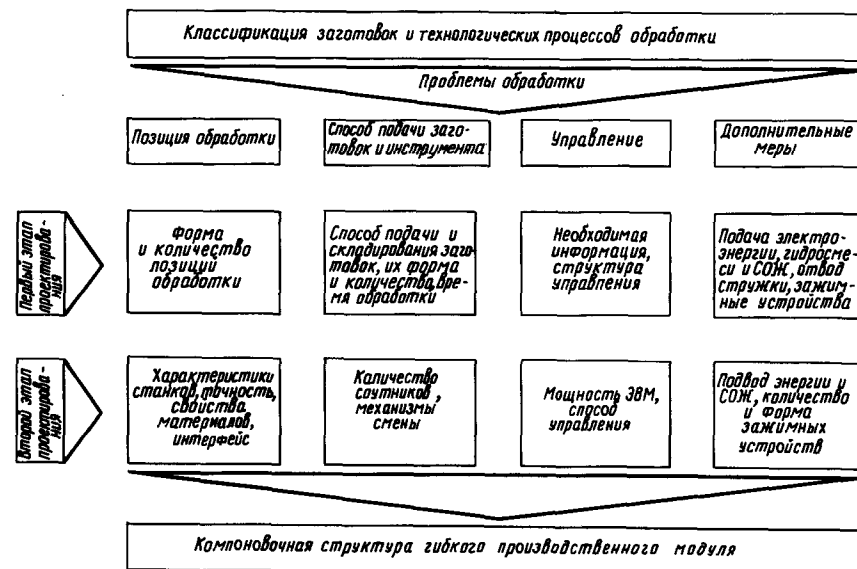 Классификация заготовок и технологических процессов обработки
Проблемы обработки
Позиция обработки
Способ подачи заго-
товок и инструмента
Управление
Дополнительные
меры
Первый этап
проектирова-
ния
Форма
и количество
позиций
обработки
Способ подачи и
складирования заго-
товок, их форма
и количество, вре-
мя обработки
Необходимая
информация,
структура
управления
Подача электро-
энергии, гидросме-
си и СОЖ, отвод
стружки, зажим-
ные устройства
Второй этап
проектирова-
ния
Характеристики
станков, точность,
свойства
материалов,
интерфейс
Количество
спутников,
механизмы
смены
Мощность ЭВМ,
способ
управления
Подвод энергии и
СОЖ, количество
и форма
зажимных
устройств
Компоновочная структура гибкого производственного модуля